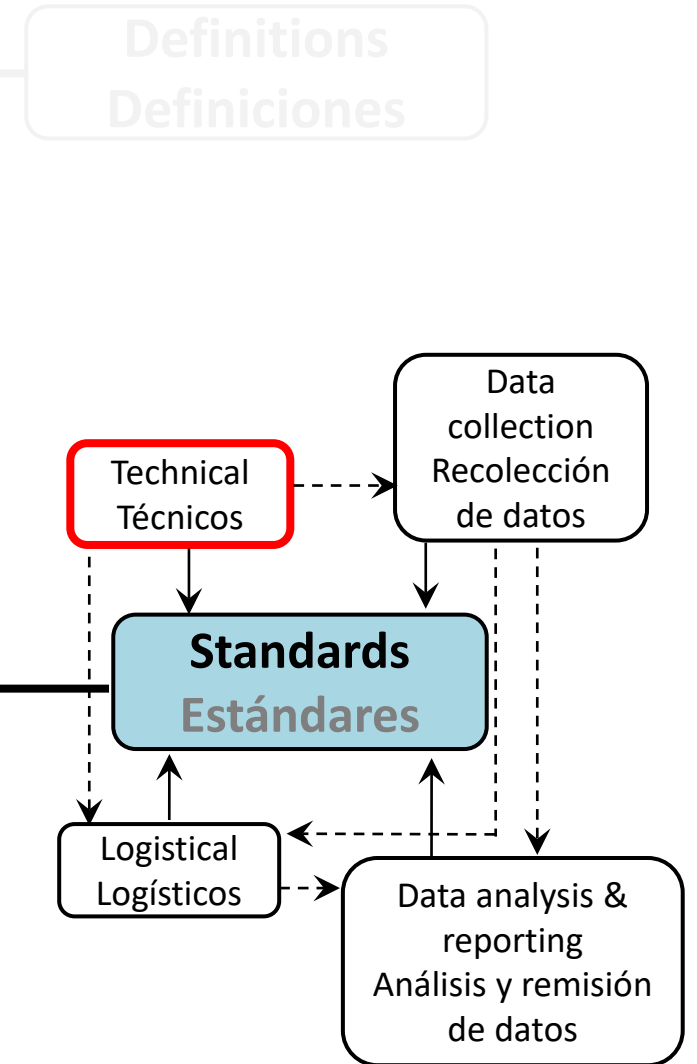 Definitions
Definiciones
Data
collection
Recolección
de datos
Technical
Técnicos
Standards
Estándares
Logistical
Logísticos
Data analysis &
reporting
Análisis y remisión
de datos